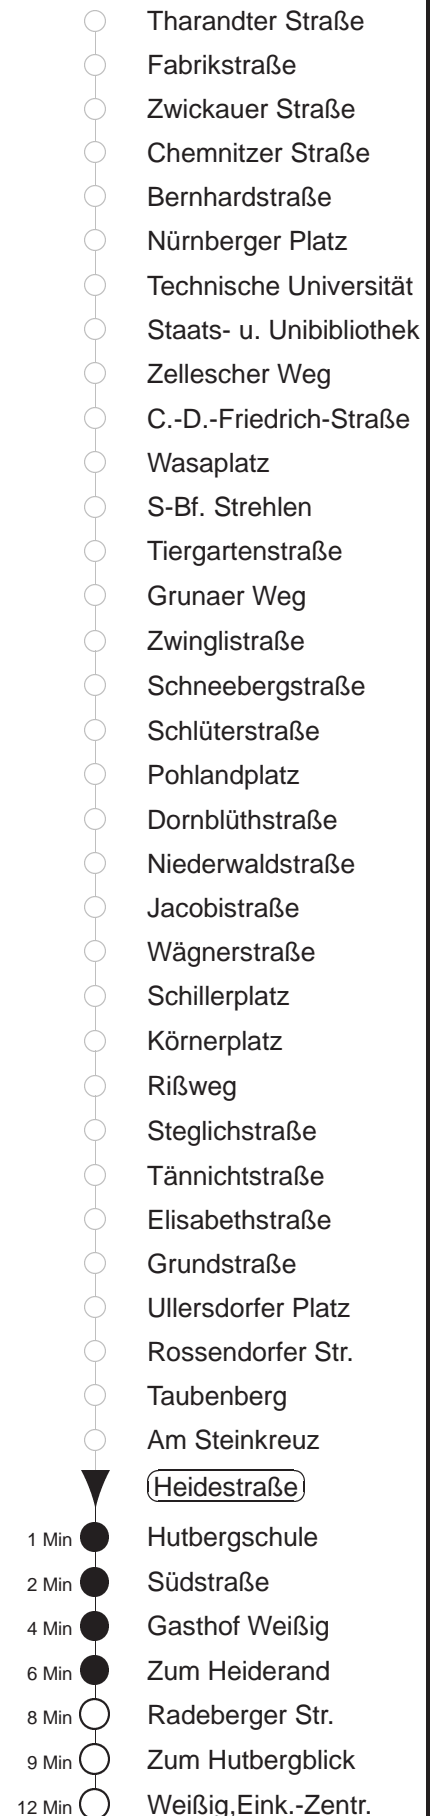 Tharandter Straße
Fabrikstraße
Zwickauer Straße
Chemnitzer Straße
Bernhardstraße
Nürnberger Platz
Technische Universität
Staats- u. Unibibliothek
Zellescher Weg
C.-D.-Friedrich-Straße
Wasaplatz
S-Bf. Strehlen
Tiergartenstraße
Grunaer Weg
Zwinglistraße
Schneebergstraße
Schlüterstraße
Pohlandplatz
Dornblüthstraße
Niederwaldstraße
Jacobistraße
Wägnerstraße
Schillerplatz
Körnerplatz
Rißweg
Steglichstraße
Tännichtstraße
Elisabethstraße
Grundstraße
Ullersdorfer Platz
Rossendorfer Str.
Taubenberg
Am Steinkreuz
Heidestraße
1 Min Hutbergschule
2 Min Südstraße
4 Min Gasthof Weißig
6 Min Zum Heiderand
8 Min Radeberger Str.
9 Min Zum Hutbergblick
12 Min Weißig,Eink.-Zentr.